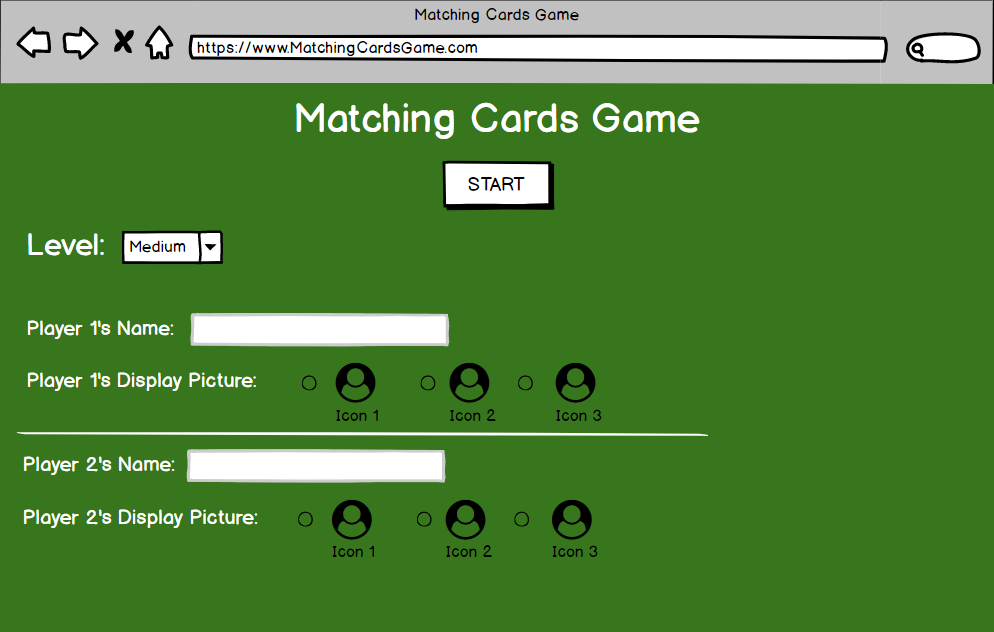 Matching Cards Game
https://www.MatchingCardsGame.com
Matching Cards Game
START
Level: Medium
Player 1's Name:
Player 1's Display Picture:
Icon 1 Icon 2 Icon 3
Player 2's Name:
Player 2's Display Picture:
Icon 1 Icon 2 Icon 3